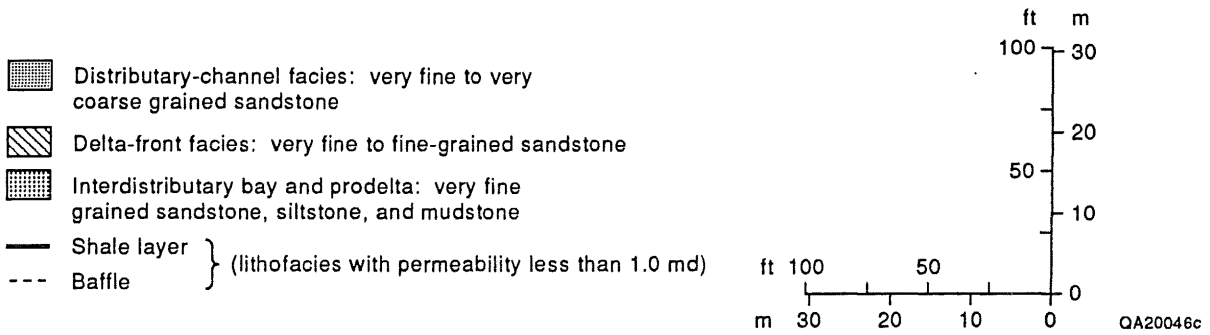 Distributary-channel facies: very fine to very
coarse grained sandstone
Delta-front facies: very fine to fine-grained sandstone
Interdistributary bay and prodelta: very fine
grained sandstone, siltstone, and mudstone
Shale layer
Baffle
(lithofacies with permeability less than 1.0 md)
ft m
100 30
20
50
10
0
ft 100 50
m 30 20 10 0
QA20046c